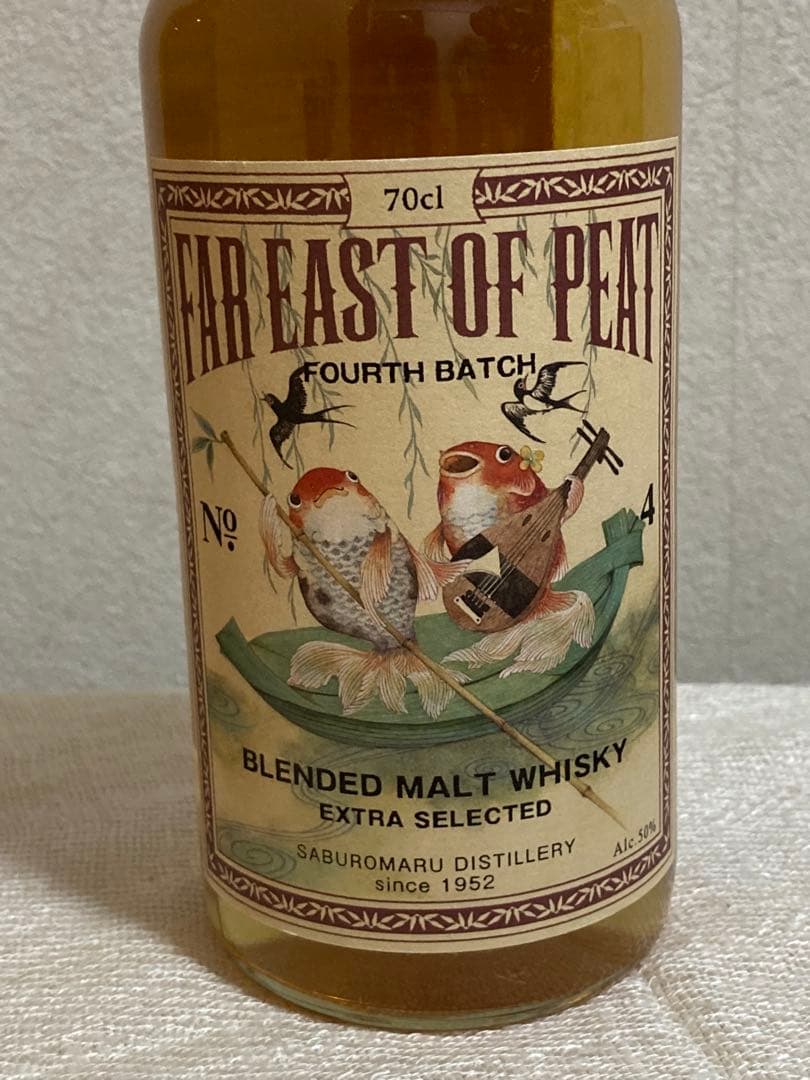 70cl
FAR EAST OF PEAT
FOURTH BATCH
Nº 4
BLENDED MALT WHISKY
EXTRA SELECTED
SABUROMARU DISTILLERY
since 1952
Alc.50%